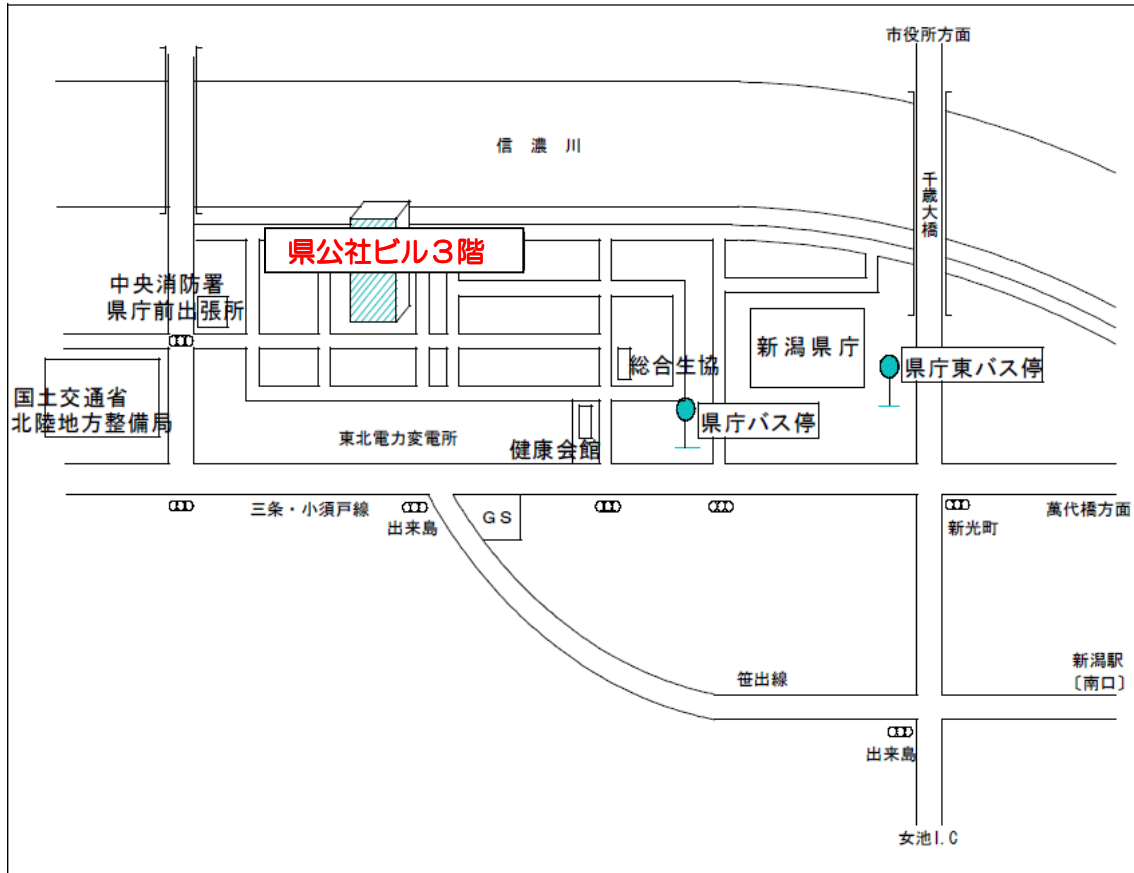 市役所方面
信濃川
千歳大橋
県公社ビル３階
中央消防署
県庁前出張所
新潟県庁
総合生協
県庁東バス停
国土交通省
北陸地方整備局
県庁バス停
東北電力変電所
健康会館
三条・小須戸線
出来島
ＧＳ
新光町
萬代橋方面
新潟駅
〔南口〕
笹出線
出来島
女池I.C